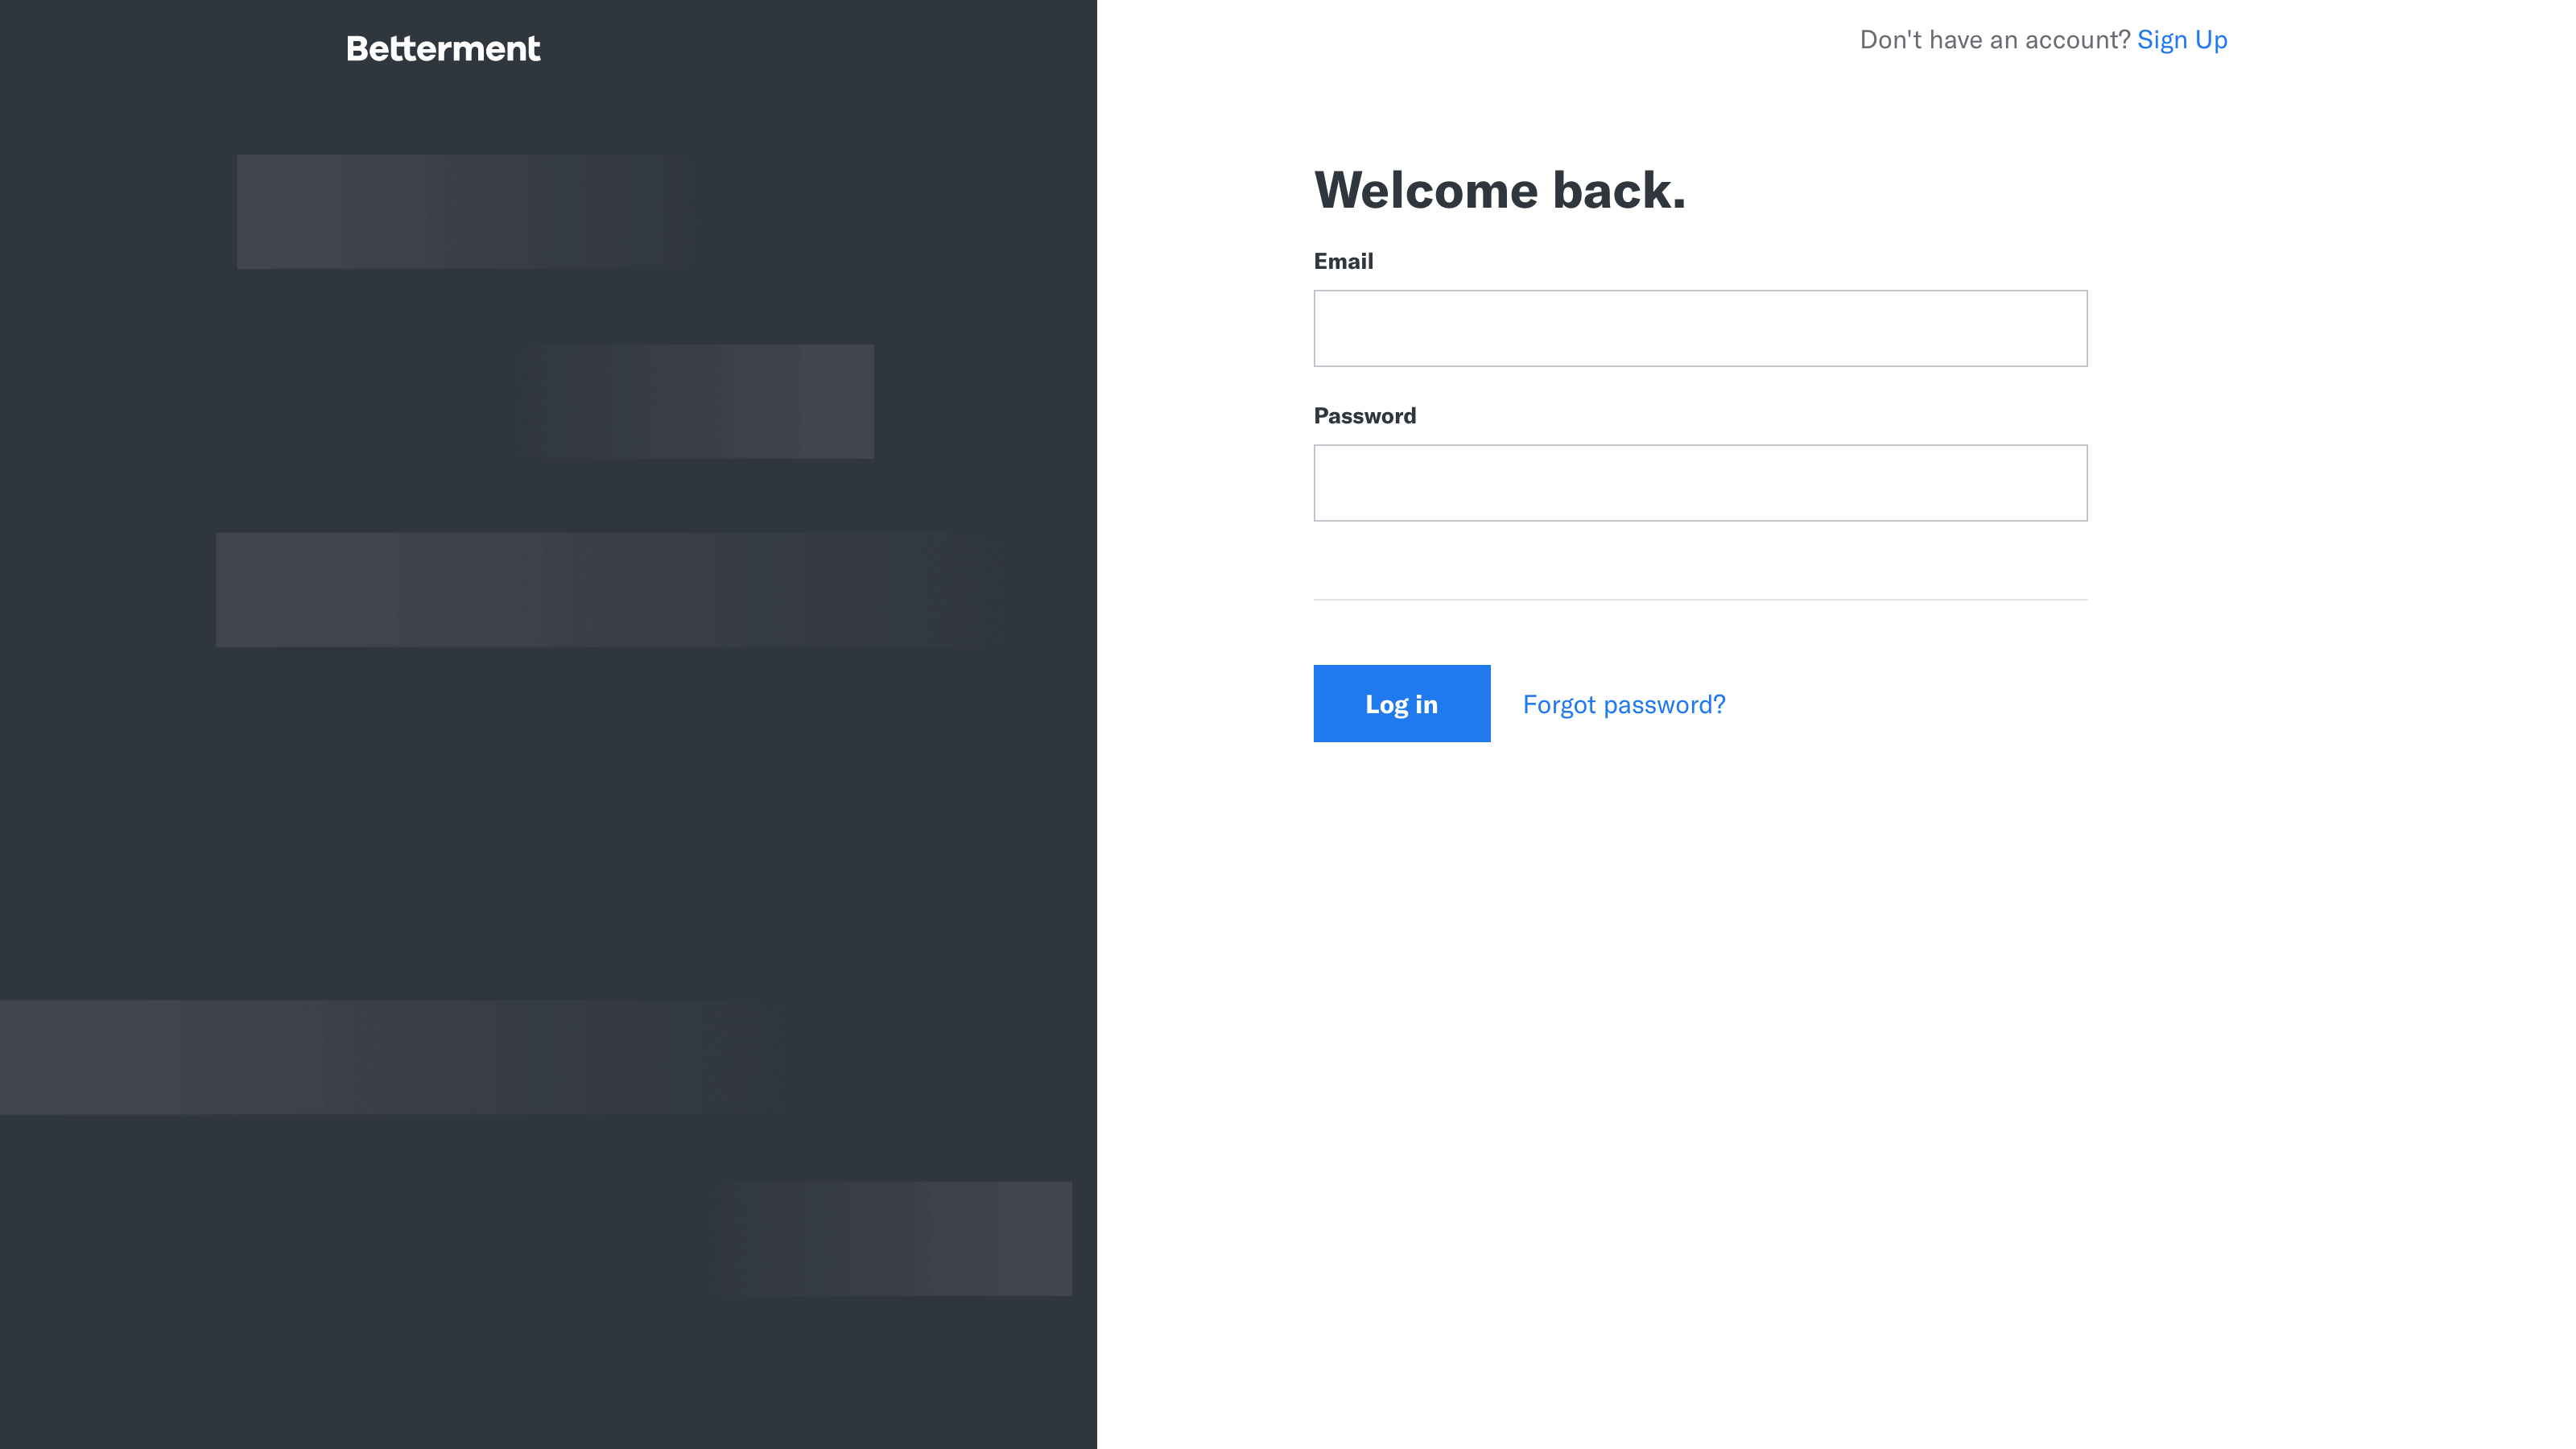 Betterment
Don't have an account? Sign Up
Welcome back.
Email
Password
Log in
Forgot password?